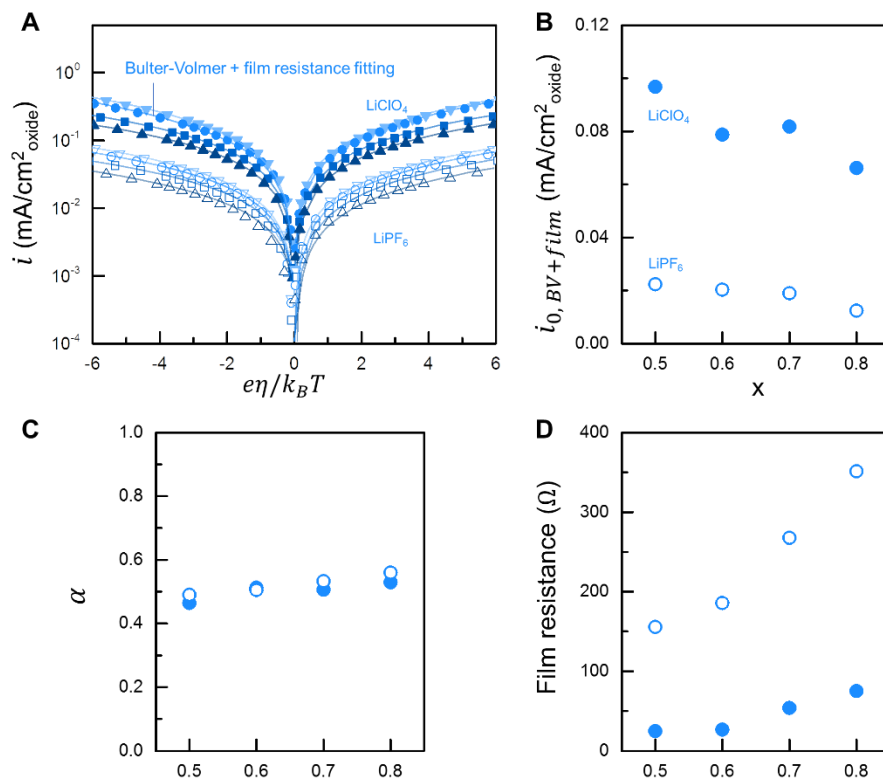 A
i (mA/cm²oxide)
10⁰
10⁻¹
10⁻²
10⁻³
10⁻⁴
Bulter-Volmer + film resistance fitting
LiClO₄
LiPF₆
-6 -4 -2 0 2 4 6
eη/k_BT
B
i₀, BV+film (mA/cm²oxide)
0.12
0.08
0.04
0.00
LiClO₄
LiPF₆
0.5 0.6 0.7 0.8
x
C
α
1.0
0.8
0.6
0.4
0.2
0.0
0.5 0.6 0.7 0.8
D
Film resistance (Ω)
400
300
200
100
0
0.5 0.6 0.7 0.8